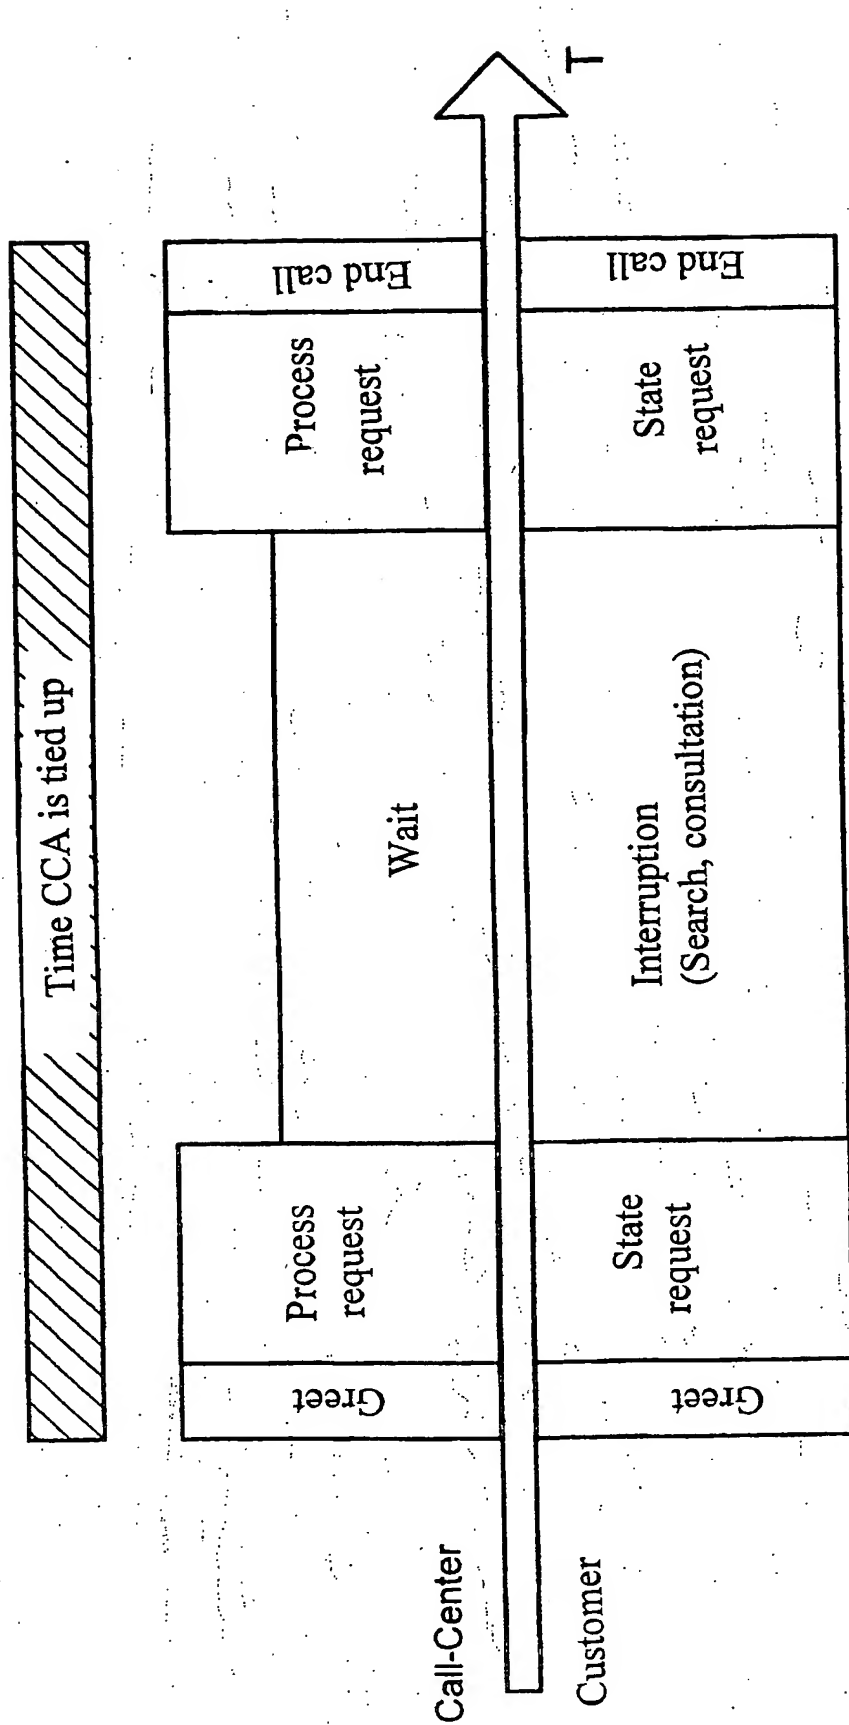 Time CCA is tied up
Greet
Process
request
Wait
Process
request
End call
T
Call-Center
Customer
Greet
State
request
Interruption
(Search, consultation)
State
request
End call